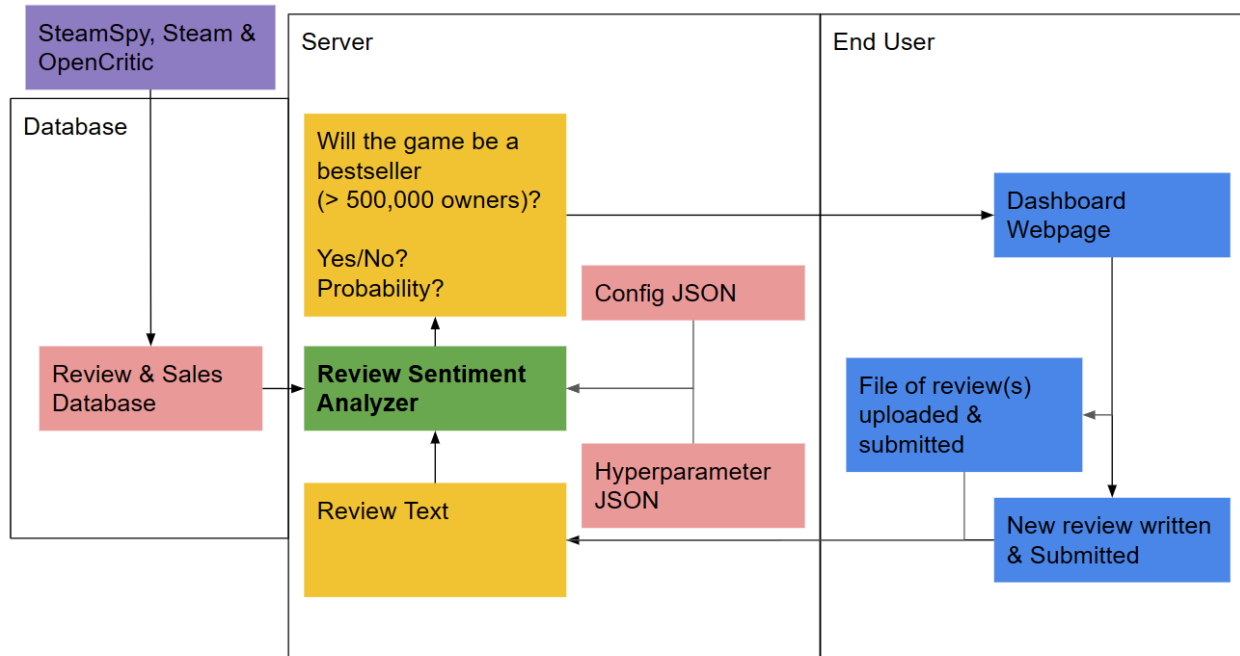 SteamSpy, Steam &
OpenCritic
Database
Review & Sales
Database
Server
Will the game be a
bestseller
(> 500,000 owners)?
Yes/No?
Probability?
Config JSON
Review Sentiment
Analyzer
Hyperparameter
JSON
Review Text
End User
Dashboard
Webpage
File of review(s)
uploaded &
submitted
New review written
& Submitted